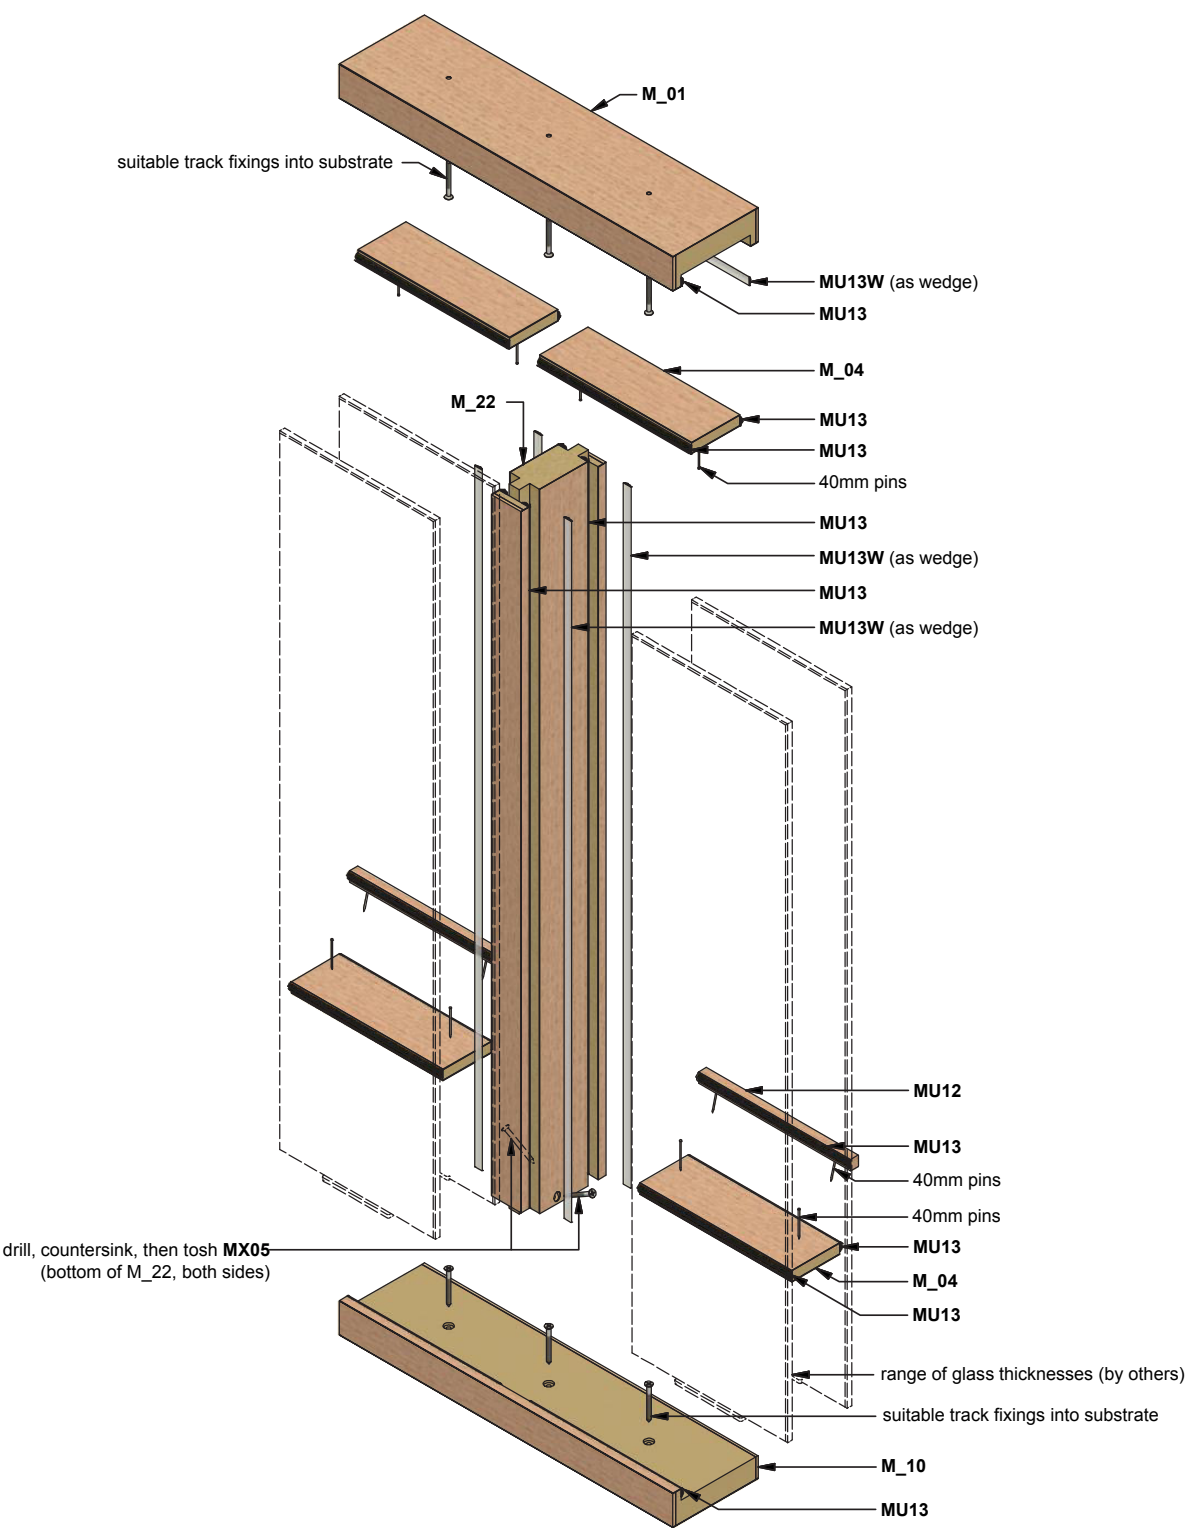 M_01
suitable track fixings into substrate
MU13W (as wedge)
MU13
M_04
M_22
MU13
MU13
40mm pins
MU13
MU13W (as wedge)
MU13
MU13W (as wedge)
MU12
MU13
40mm pins
40mm pins
MU13
M_04
MU13
drill, countersink, then tosh MX05
(bottom of M_22, both sides)
range of glass thicknesses (by others)
suitable track fixings into substrate
M_10
MU13